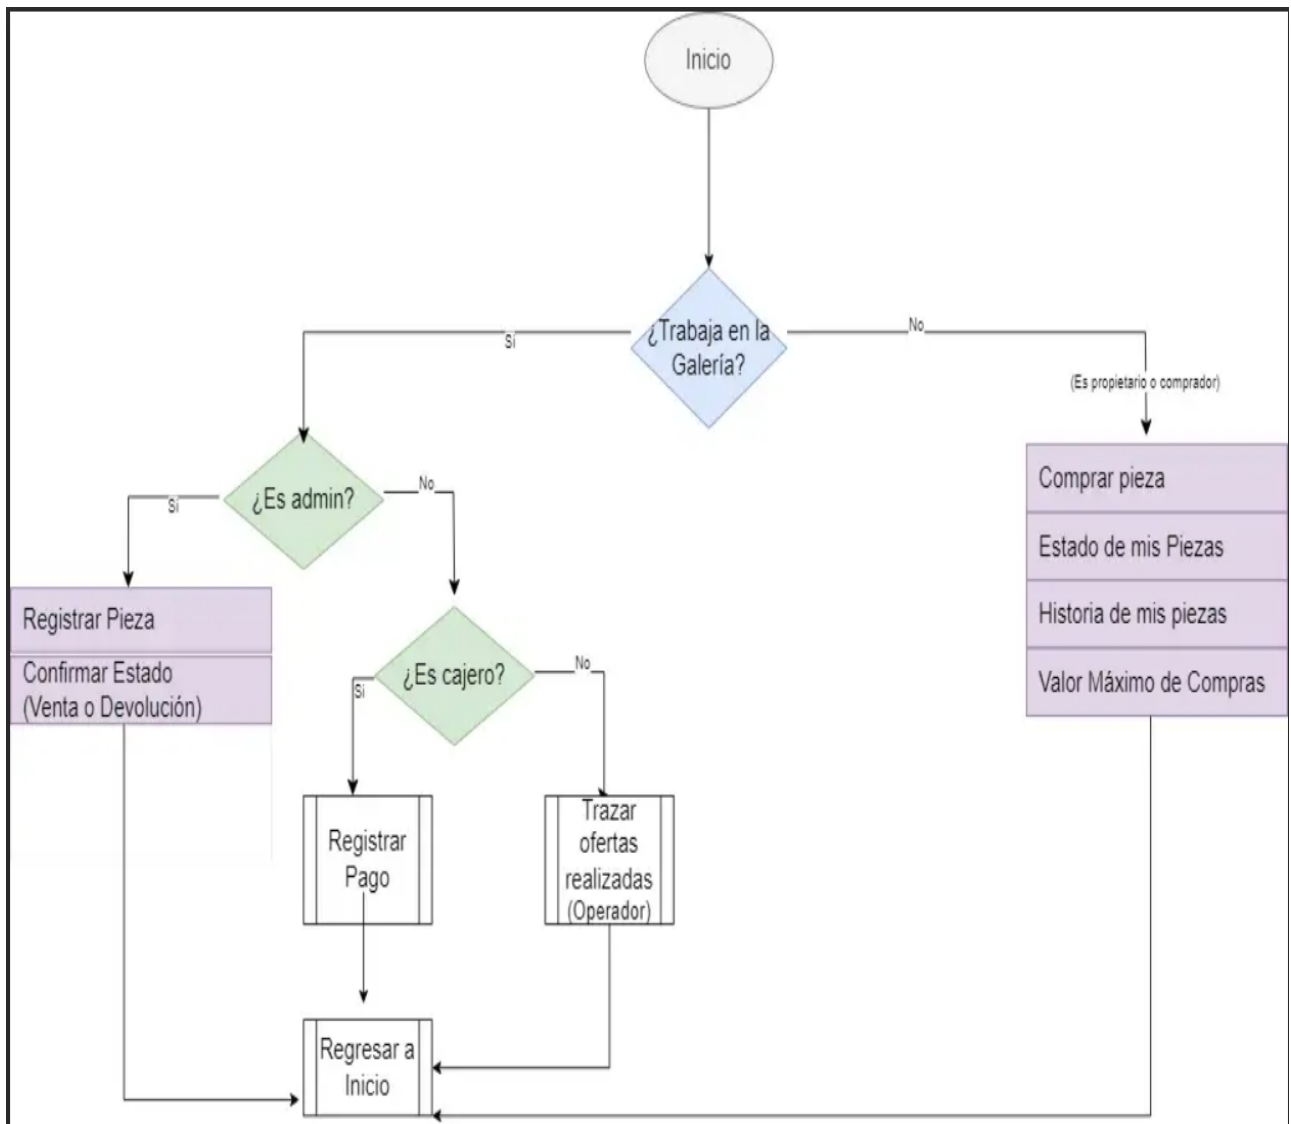 Inicio
¿Trabaja en la
Galería?
Sí
No
(Es propietario o comprador)
¿Es admin?
Sí
No
Registrar Pieza
Confirmar Estado
(Venta o Devolución)
¿Es cajero?
Sí
No
Registrar
Pago
Trazar
ofertas
realizadas
(Operador)
Comprar pieza
Estado de mis Piezas
Historia de mis piezas
Valor Máximo de Compras
Regresar a
Inicio